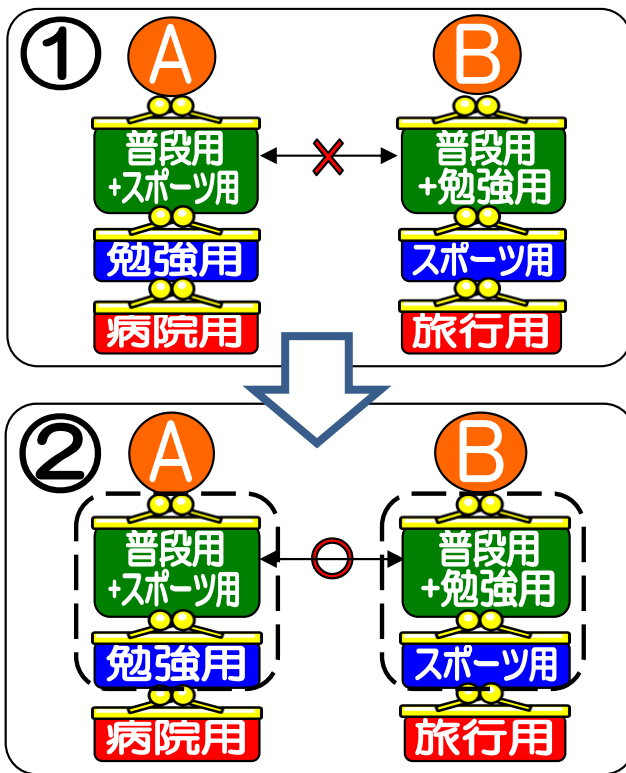 ①
A
B
普段用
+スポーツ用
普段用
+勉強用
勉強用
スポーツ用
病院用
旅行用
②
A
B
普段用
+スポーツ用
普段用
+勉強用
勉強用
スポーツ用
病院用
旅行用